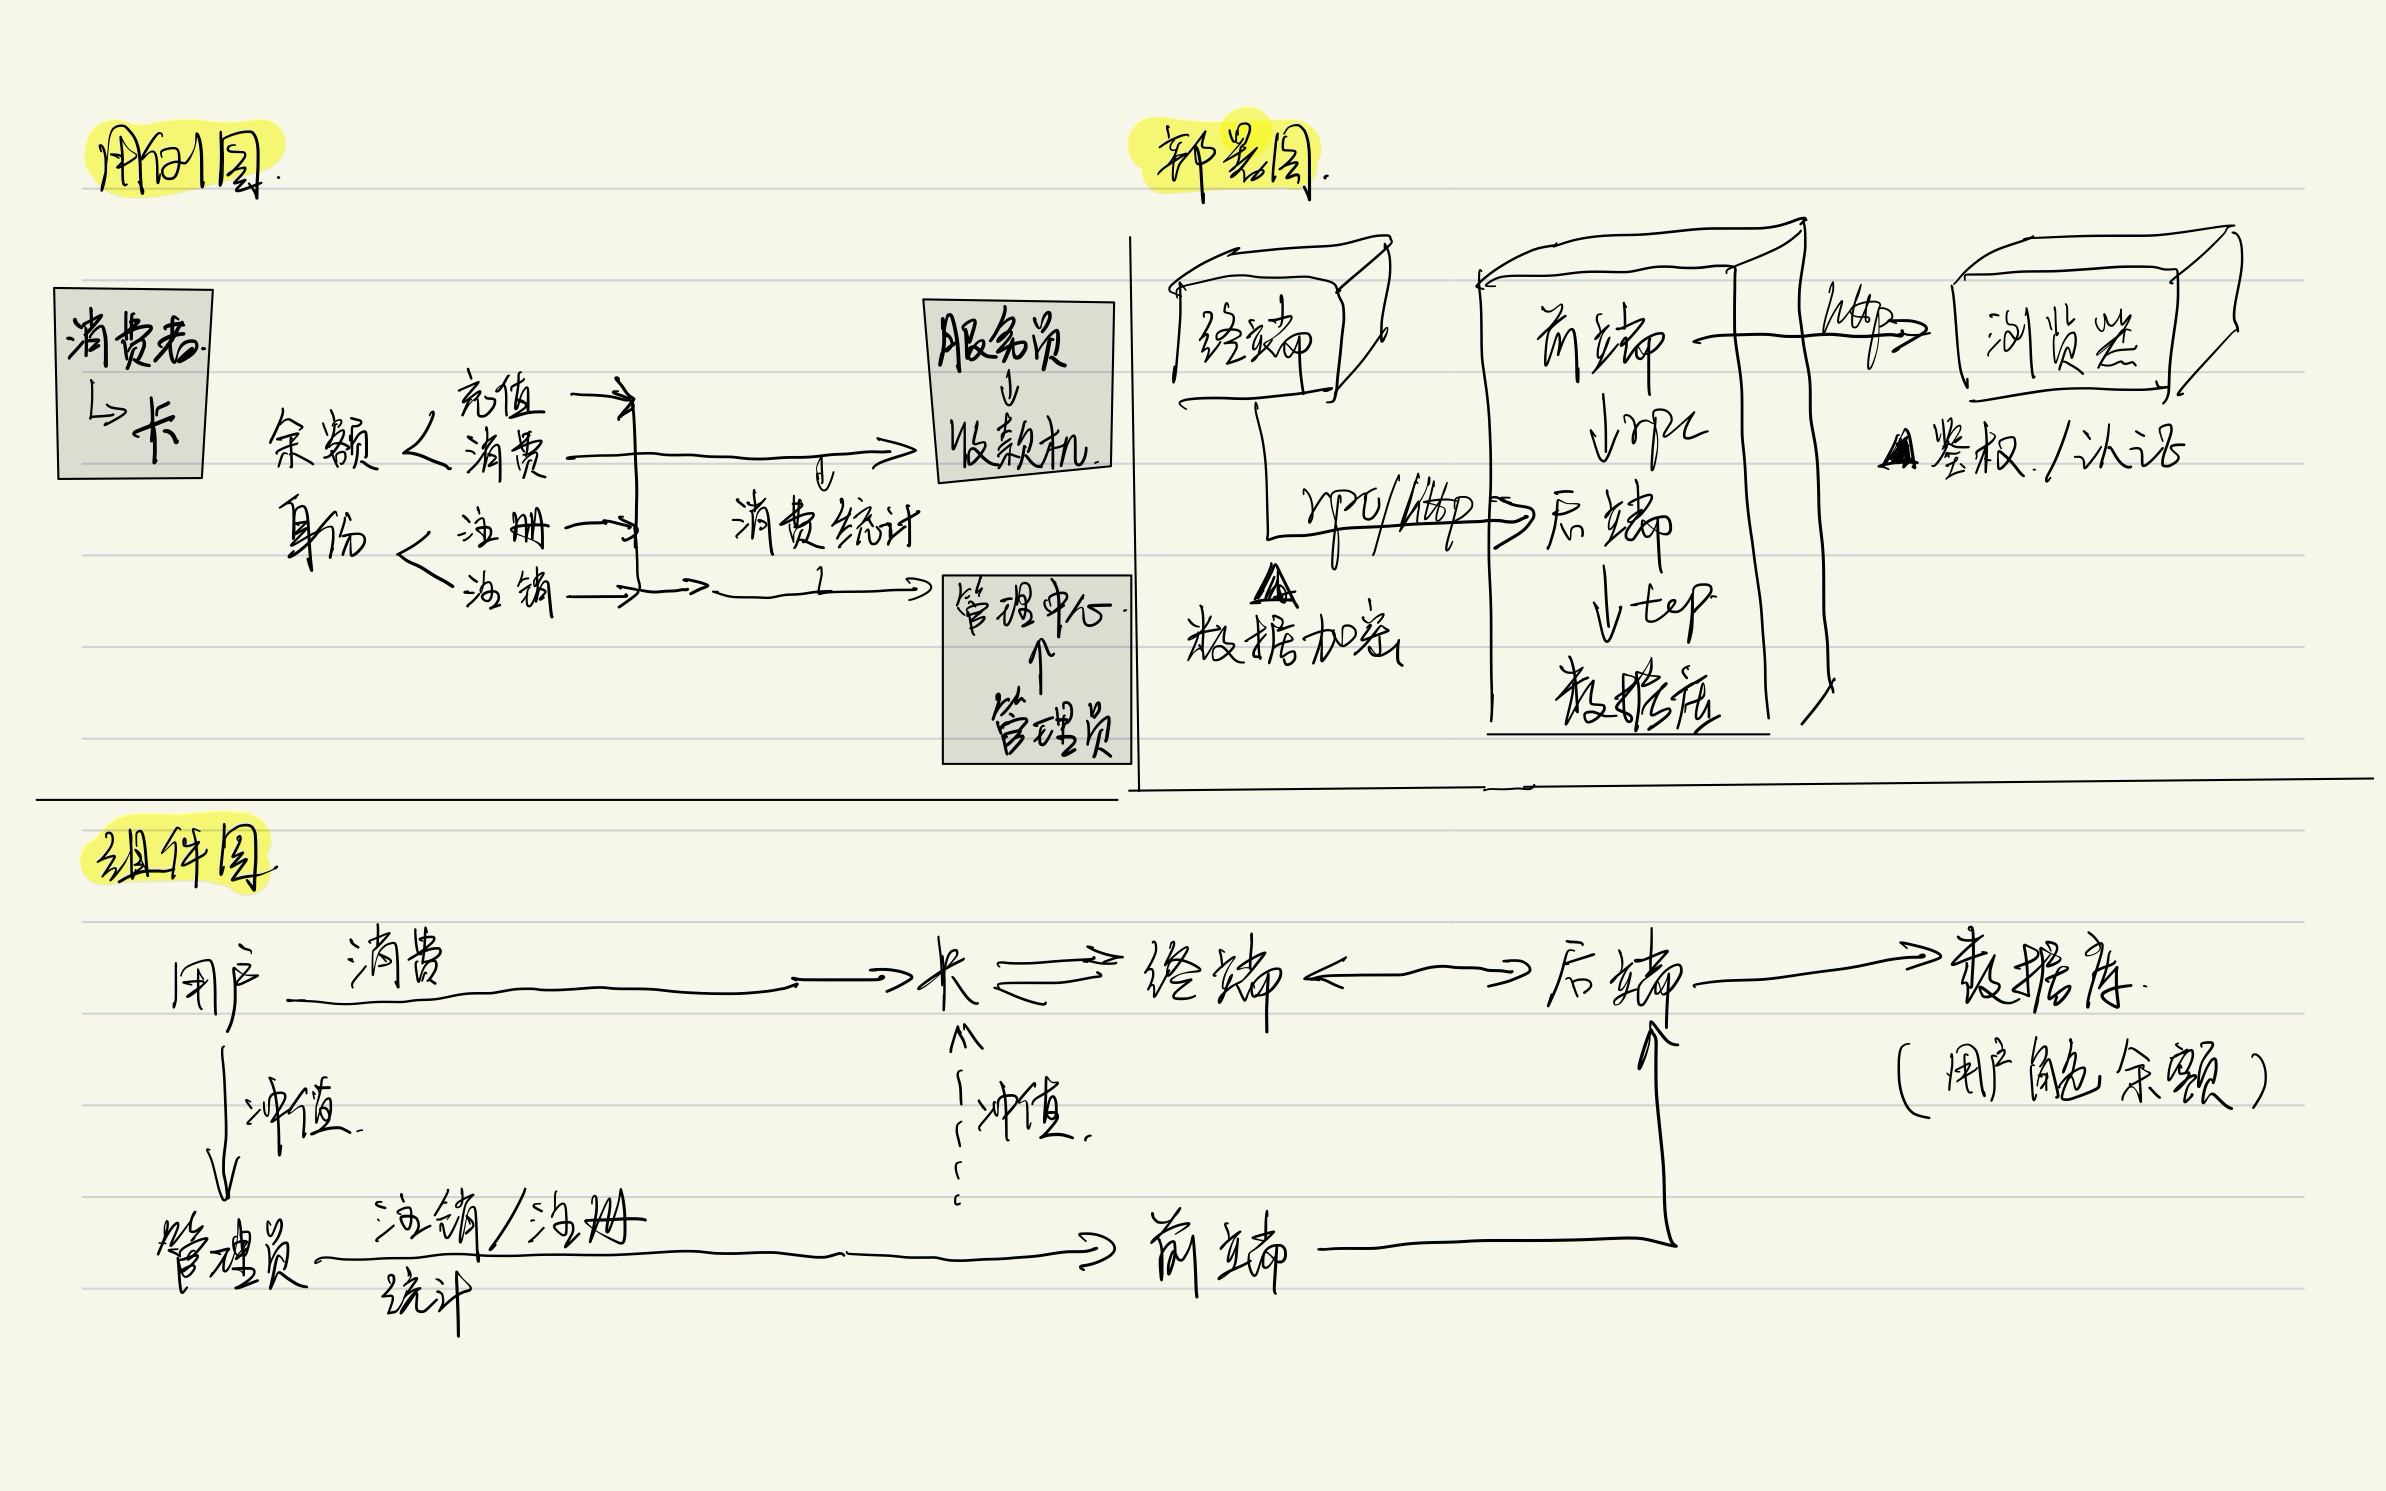 用例图.
消费者.
卡
余额
充值
消费
身份
注册
注销
消费统计
服务员
收款机.
管理中心.
管理员
部署图.
终端
rpc/http
数据加密
前端
rpc
后端
tcp
数据库
http
浏览器
鉴权./认证
组件图
用户
消费
卡
终端
后端
数据库.
(用户 余额)
冲值.
冲值.
管理员
注销/注册
统计
前端